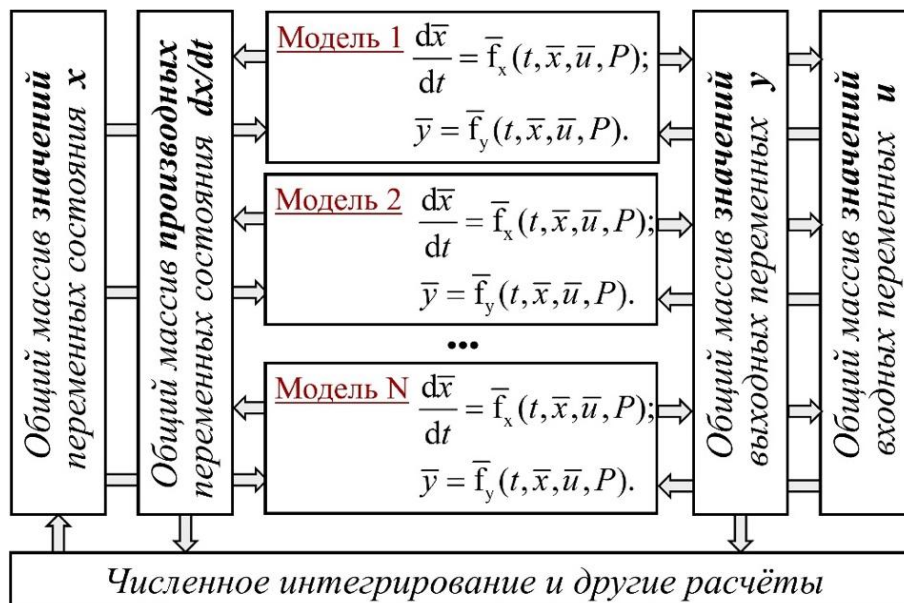 Общий массив значений
переменных состояния x
Общий массив производных
переменных состояния dx/dt
Модель 1 dx̅/dt = f̅ₓ(t, x̅, u̅, P);
y̅ = f̅ᵧ(t, x̅, u̅, P).
Модель 2 dx̅/dt = f̅ₓ(t, x̅, u̅, P);
y̅ = f̅ᵧ(t, x̅, u̅, P).
...
Модель N dx̅/dt = f̅ₓ(t, x̅, u̅, P);
y̅ = f̅ᵧ(t, x̅, u̅, P).
Общий массив значений
выходных переменных y
Общий массив значений
входных переменных u
Численное интегрирование и другие расчёты